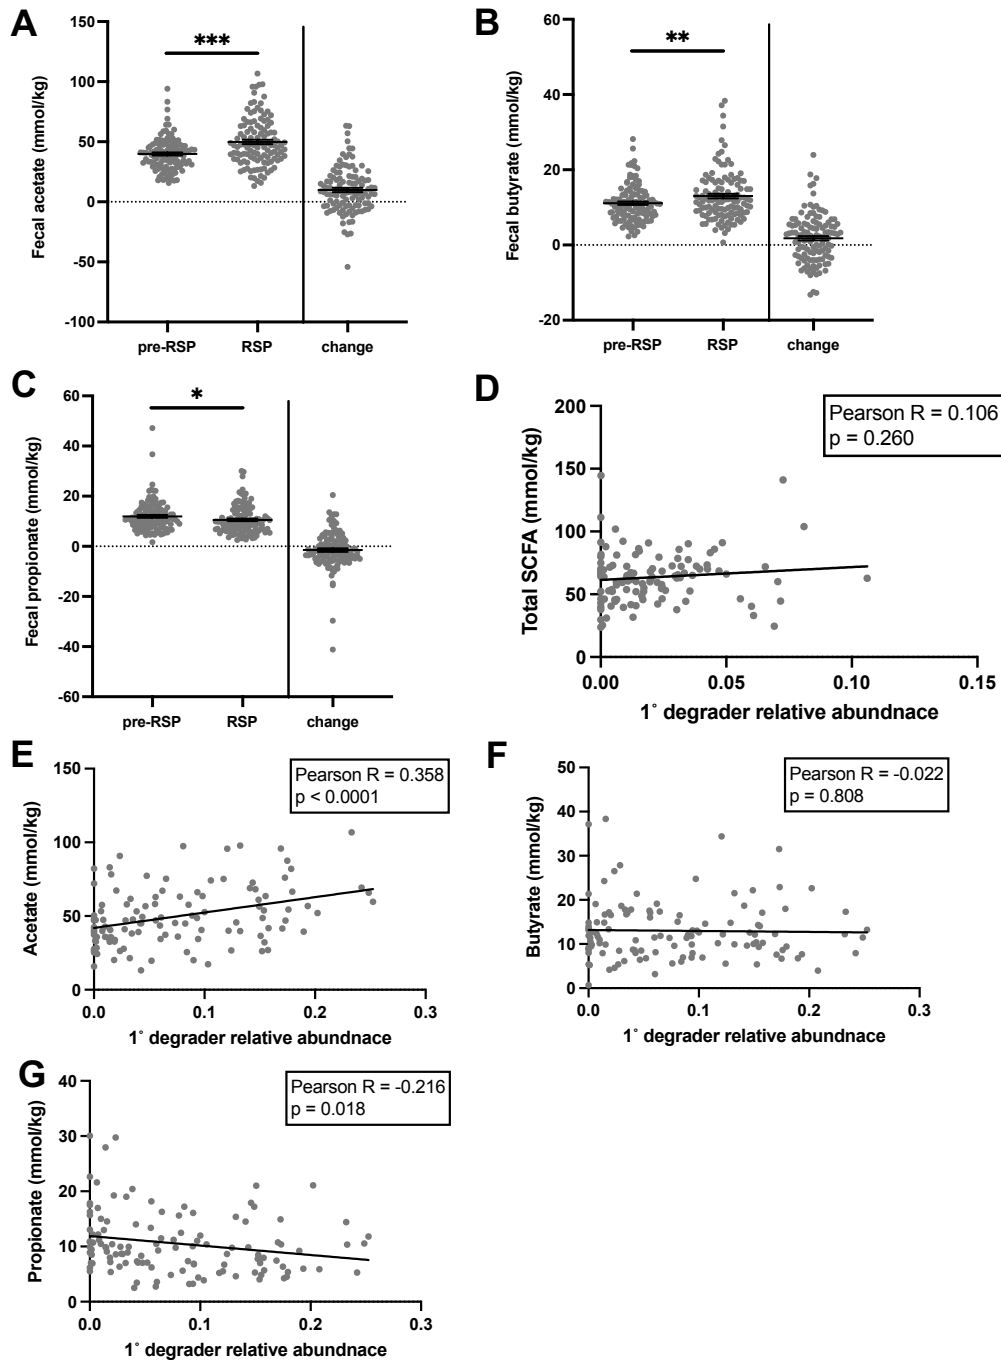 A
Fecal acetate (mmol/kg)
150
100
50
0
-50
-100
***
pre-RSP RSP change
B
Fecal butyrate (mmol/kg)
60
40
20
0
-20
**
pre-RSP RSP change
C
Fecal propionate (mmol/kg)
60
40
20
0
-20
-40
-60
*
pre-RSP RSP change
D
Pearson R = 0.106
p = 0.260
Total SCFA (mmol/kg)
200
150
100
50
0
0.00 0.05 0.10 0.15
1° degrader relative abundnace
E
Pearson R = 0.358
p < 0.0001
Acetate (mmol/kg)
150
100
50
0
0.0 0.1 0.2 0.3
1° degrader relative abundnace
F
Pearson R = -0.022
p = 0.808
Butyrate (mmol/kg)
50
40
30
20
10
0
0.0 0.1 0.2 0.3
1° degrader relative abundnace
G
Pearson R = -0.216
p = 0.018
Propionate (mmol/kg)
40
30
20
10
0
0.0 0.1 0.2 0.3
1° degrader relative abundnace